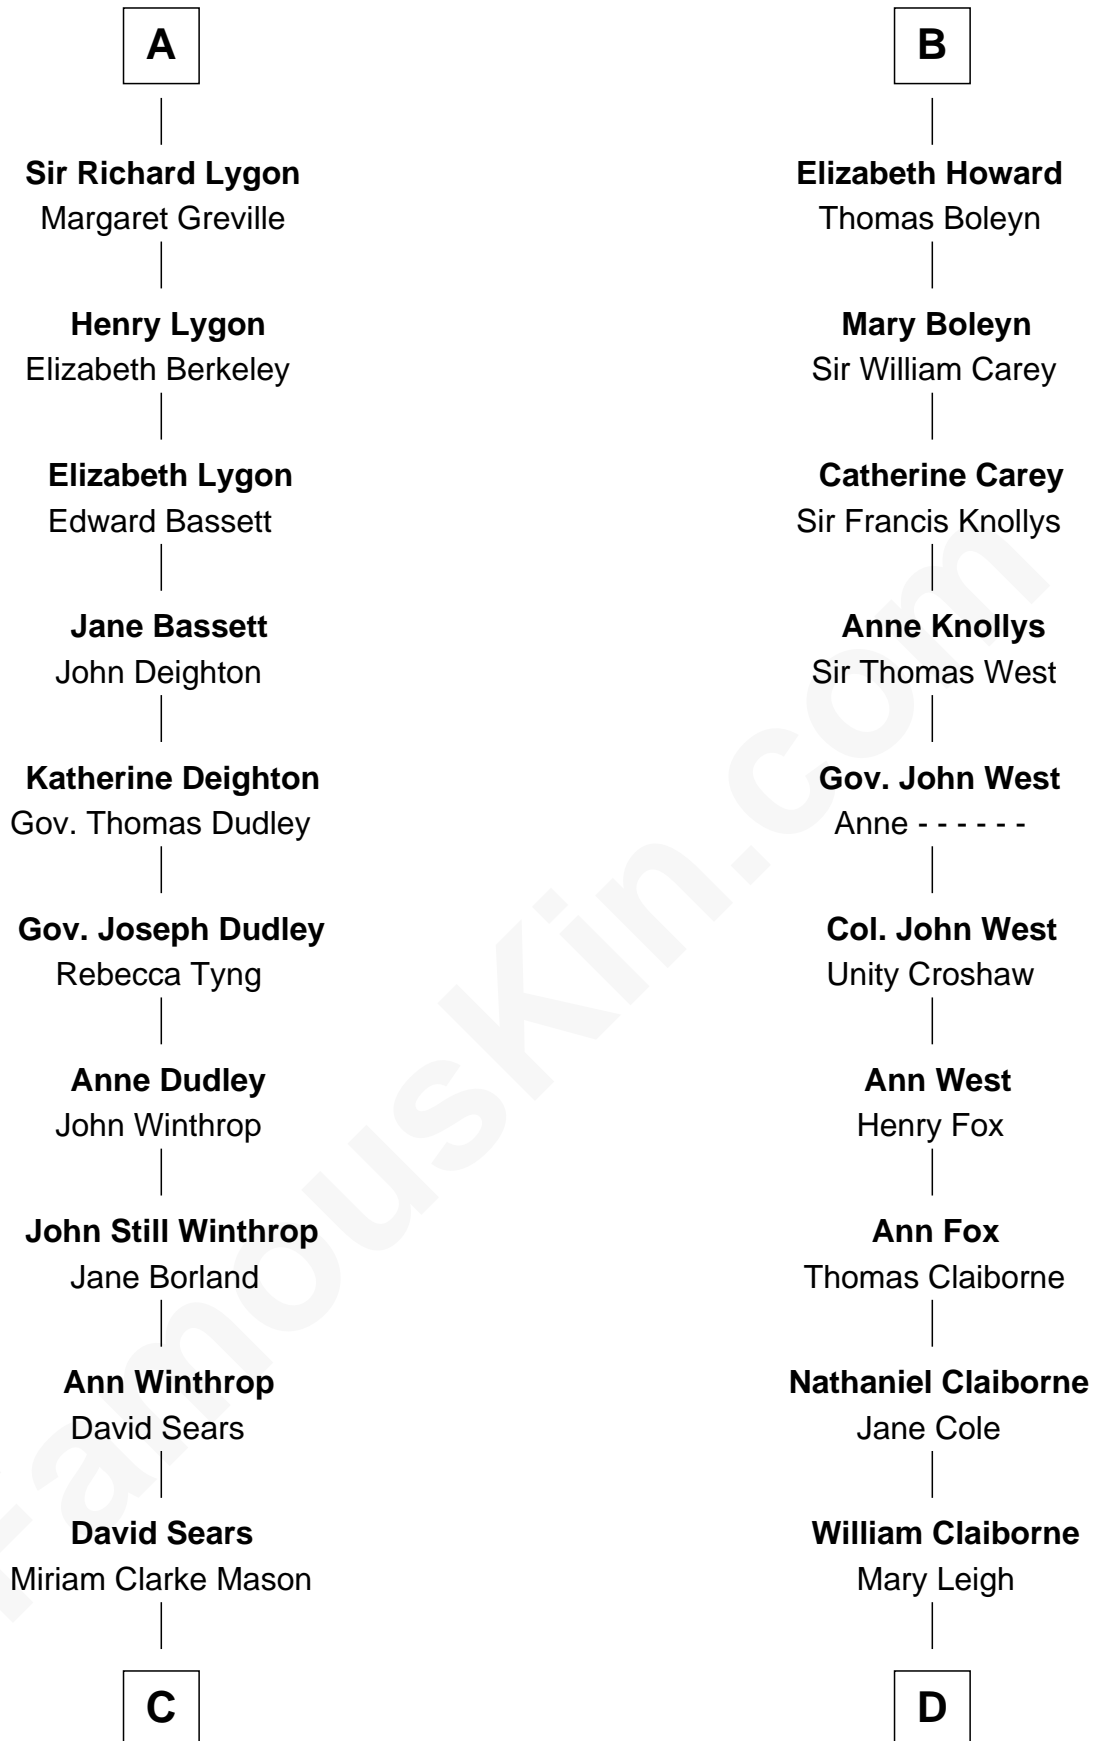 A
Sir Richard Lygon
Margaret Greville
Henry Lygon
Elizabeth Berkeley
Elizabeth Lygon
Edward Bassett
Jane Bassett
John Deighton
Katherine Deighton
Gov. Thomas Dudley
Gov. Joseph Dudley
Rebecca Tyng
Anne Dudley
John Winthrop
John Still Winthrop
Jane Borland
Ann Winthrop
David Sears
David Sears
Miriam Clarke Mason
C
B
Elizabeth Howard
Thomas Boleyn
Mary Boleyn
Sir William Carey
Catherine Carey
Sir Francis Knollys
Anne Knollys
Sir Thomas West
Gov. John West
Anne - - - - - -
Col. John West
Unity Croshaw
Ann West
Henry Fox
Ann Fox
Thomas Claiborne
Nathaniel Claiborne
Jane Cole
William Claiborne
Mary Leigh
D
FamousKin.com